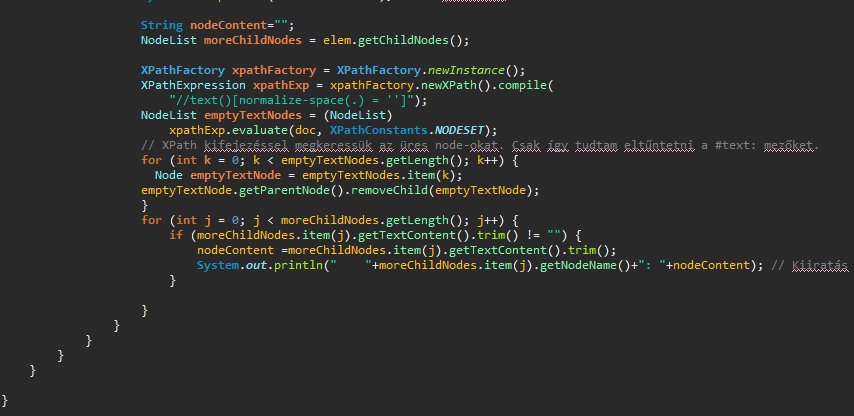 String nodeContent="";
NodeList moreChildNodes = elem.getChildNodes();
XPathFactory xpathFactory = XPathFactory.newInstance();
XPathExpression xpathExp = xpathFactory.newXPath().compile(
"//text()[normalize-space(.) = '']");
NodeList emptyTextNodes = (NodeList)
xpathExp.evaluate(doc, XPathConstants.NODESET);
// XPath kifejezéssel megkeressük az üres node-okat. Csak így tudtam eltűntetni a #text: mezőket.
for (int k = 0; k < emptyTextNodes.getLength(); k++) {
Node emptyTextNode = emptyTextNodes.item(k);
emptyTextNode.getParentNode().removeChild(emptyTextNode);
}
for (int j = 0; j < moreChildNodes.getLength(); j++) {
if (moreChildNodes.item(j).getTextContent().trim() != "") {
nodeContent =moreChildNodes.item(j).getTextContent().trim();
System.out.println("    "+moreChildNodes.item(j).getNodeName()+": "+nodeContent); // Kiiratás
}
}
}
}
}
}
}